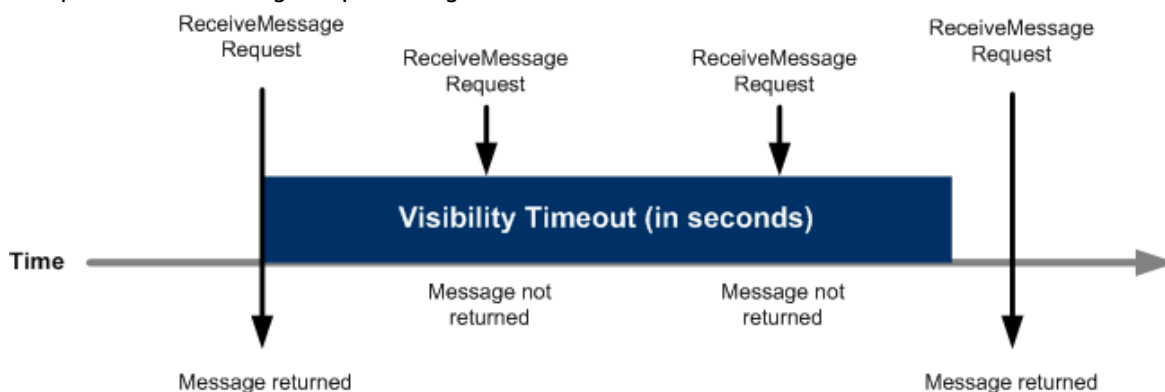 ReceiveMessage
Request
ReceiveMessage
Request
ReceiveMessage
Request
ReceiveMessage
Request
Visibility Timeout (in seconds)
Time
Message not
returned
Message not
returned
Message returned
Message returned